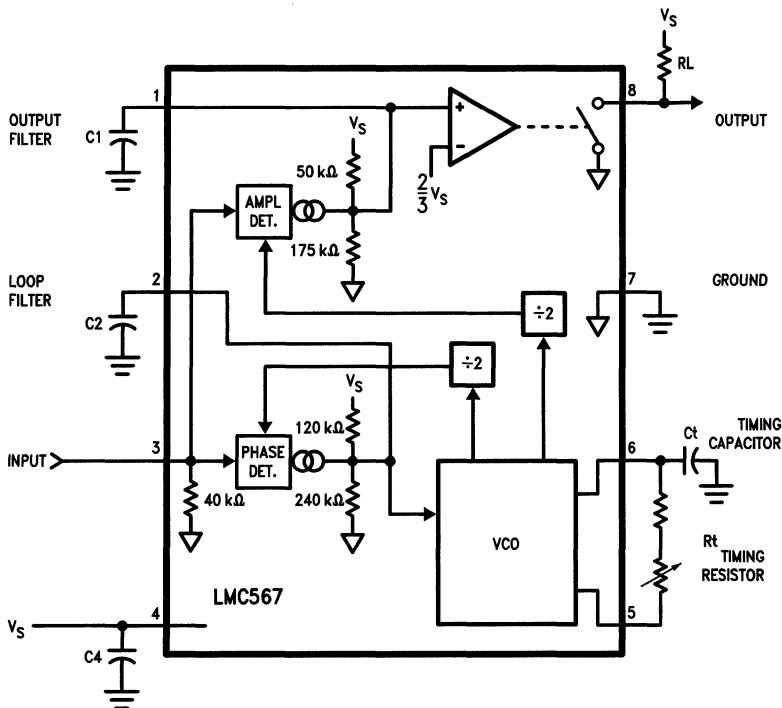 V_S
RL
8
OUTPUT
1
OUTPUT
FILTER
C1
V_S
50 kΩ
+
−
2/3 V_S
AMPL
DET.
175 kΩ
LOOP
FILTER
2
C2
7
GROUND
÷2
÷2
V_S
120 kΩ
INPUT
3
PHASE
DET.
40 kΩ
240 kΩ
VCO
6
Ct
TIMING
CAPACITOR
Rt
TIMING
RESISTOR
5
LMC567
V_S
4
C4